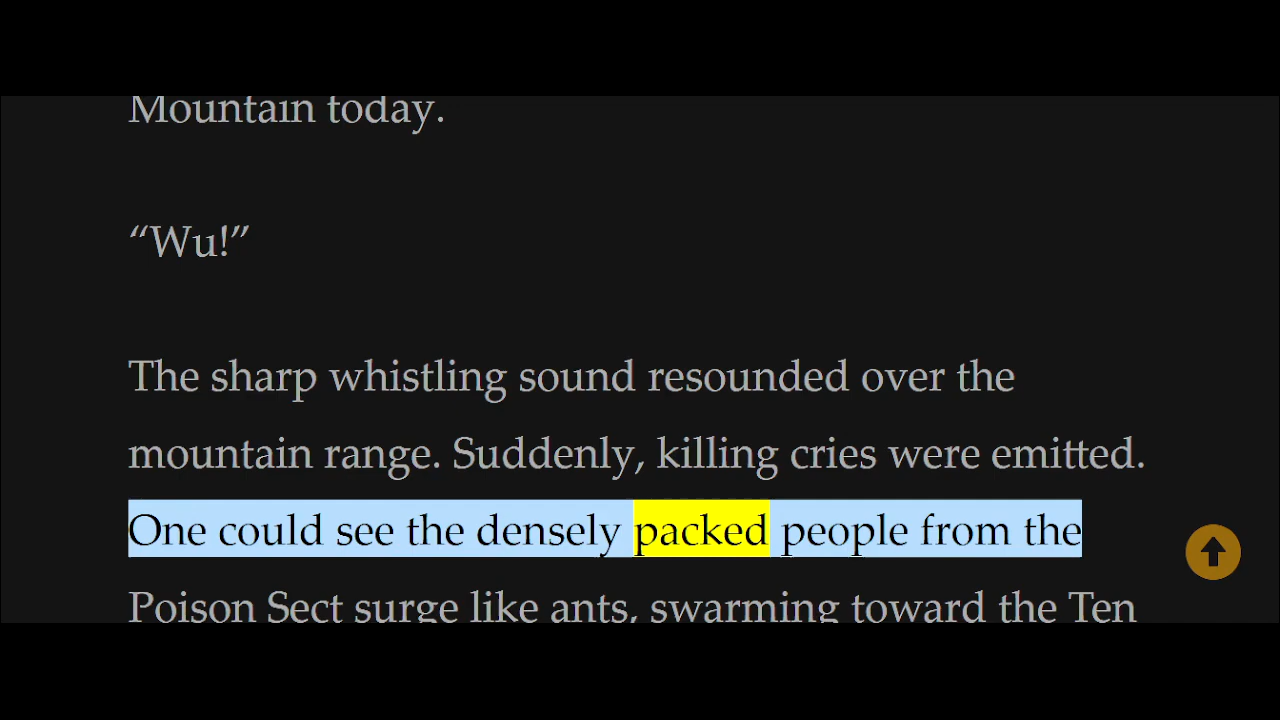 Mountain today.
“Wu!”
The sharp whistling sound resounded over the
mountain range. Suddenly, killing cries were emitted.
One could see the densely packed people from the
Poison Sect surge like ants, swarming toward the Ten